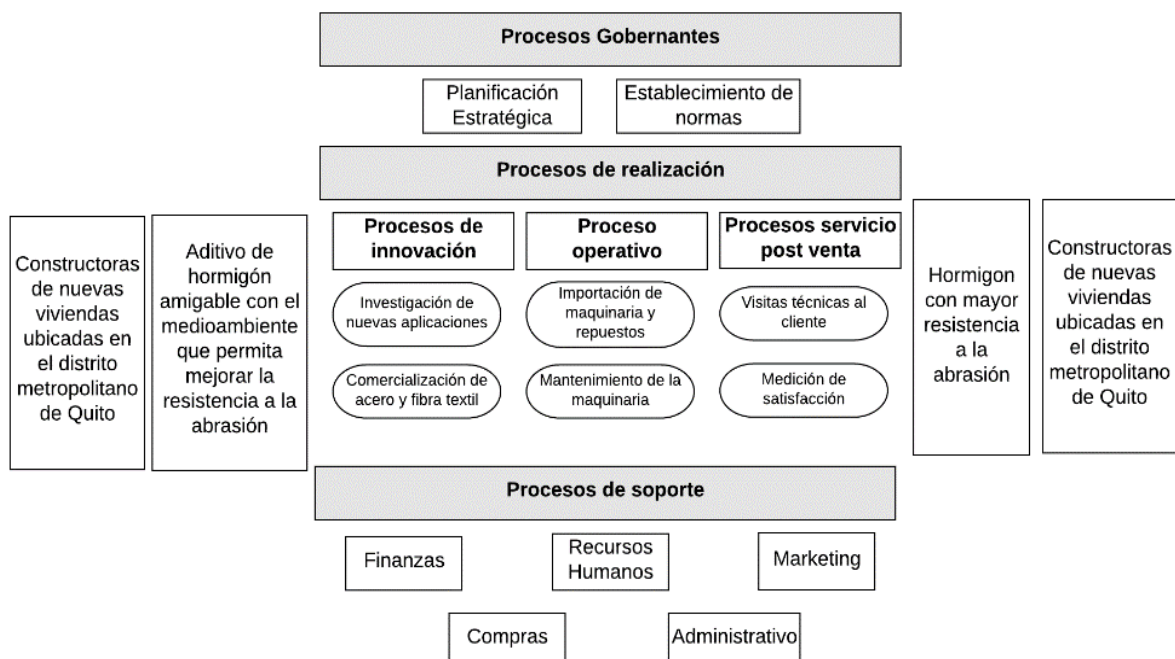 Procesos Gobernantes
Planificación
Estratégica
Establecimiento de
normas
Procesos de realización
Constructoras
de nuevas
viviendas
ubicadas en
el distrito
metropolitano
de Quito
Aditivo de
hormigón
amigable con el
medioambiente
que permita
mejorar la
resistencia a la
abrasión
Procesos de
innovación
Investigación de
nuevas aplicaciones
Comercialización de
acero y fibra textil
Proceso
operativo
Importación de
maquinaria y
repuestos
Mantenimiento de la
maquinaria
Procesos servicio
post venta
Visitas técnicas al
cliente
Medición de
satisfacción
Hormigon
con mayor
resistencia
a la
abrasión
Constructoras
de nuevas
viviendas
ubicadas en
el distrito
metropolitano
de Quito
Procesos de soporte
Finanzas
Recursos
Humanos
Marketing
Compras
Administrativo